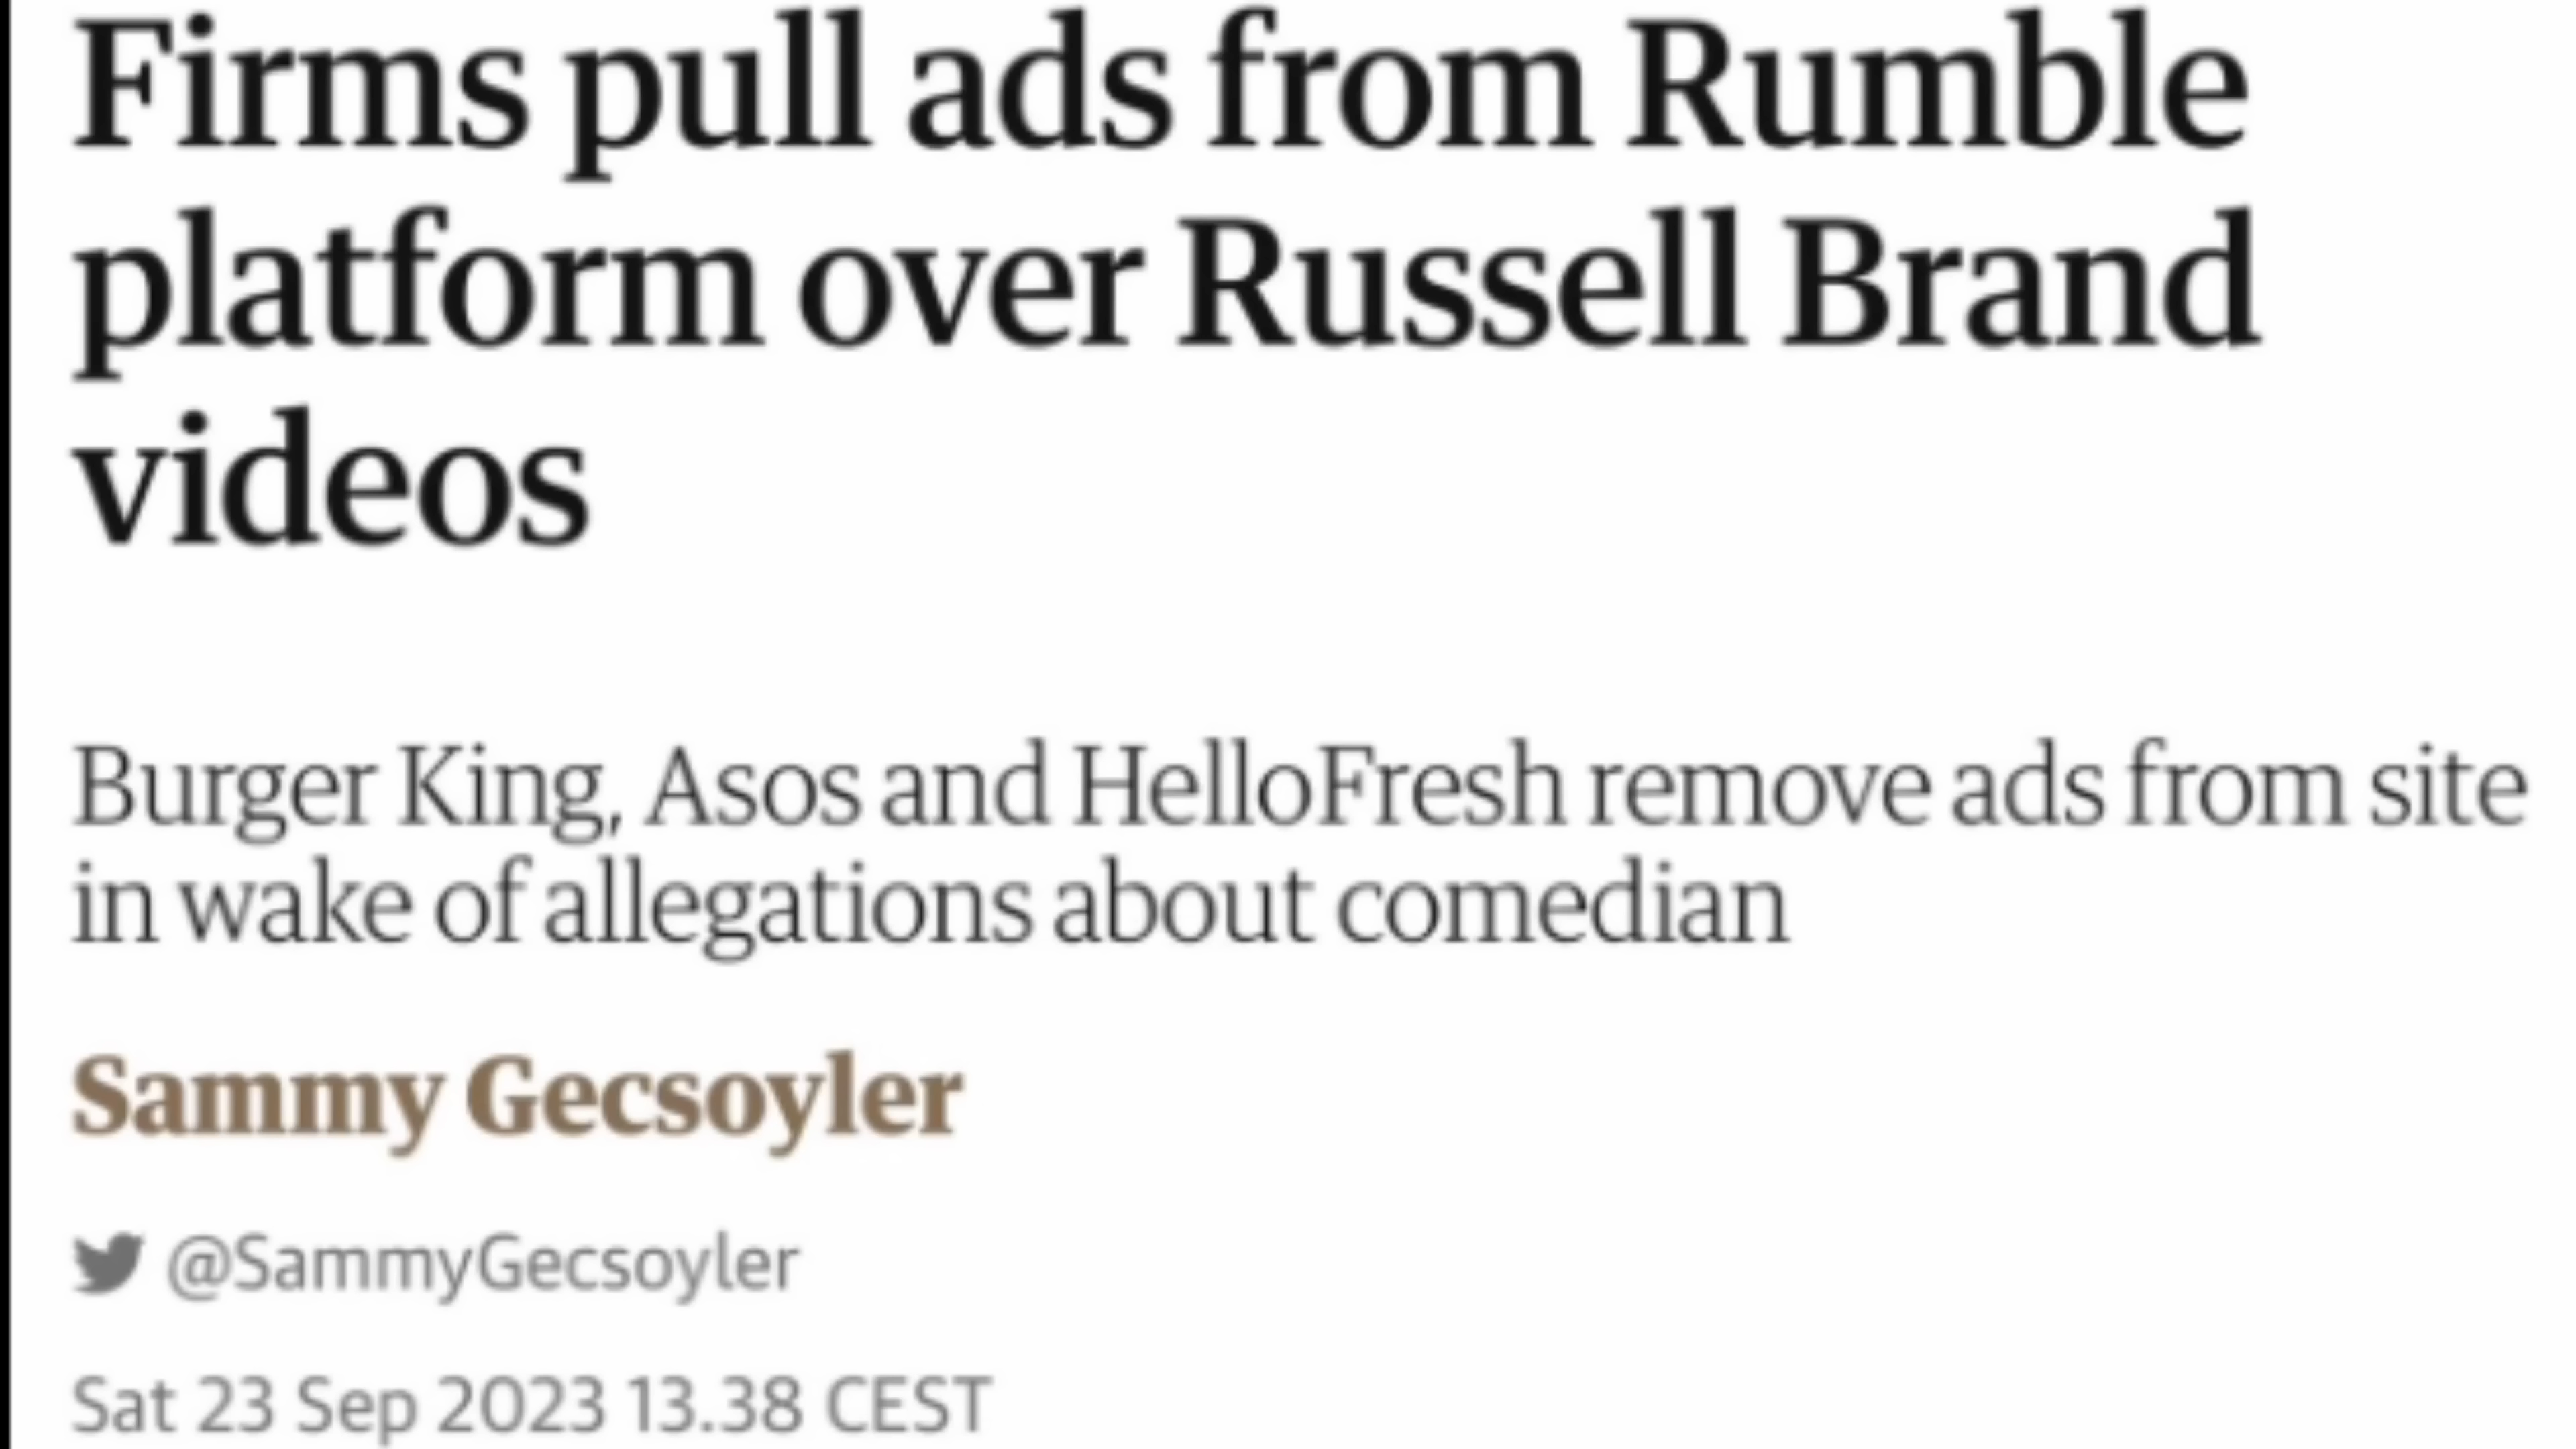 Firms pull ads from Rumble
platform over Russell Brand
videos
Burger King, Asos and HelloFresh remove ads from site
in wake of allegations about comedian
Sammy Gecsoyler
@SammyGecsoyler
Sat 23 Sep 2023 13.38 CEST